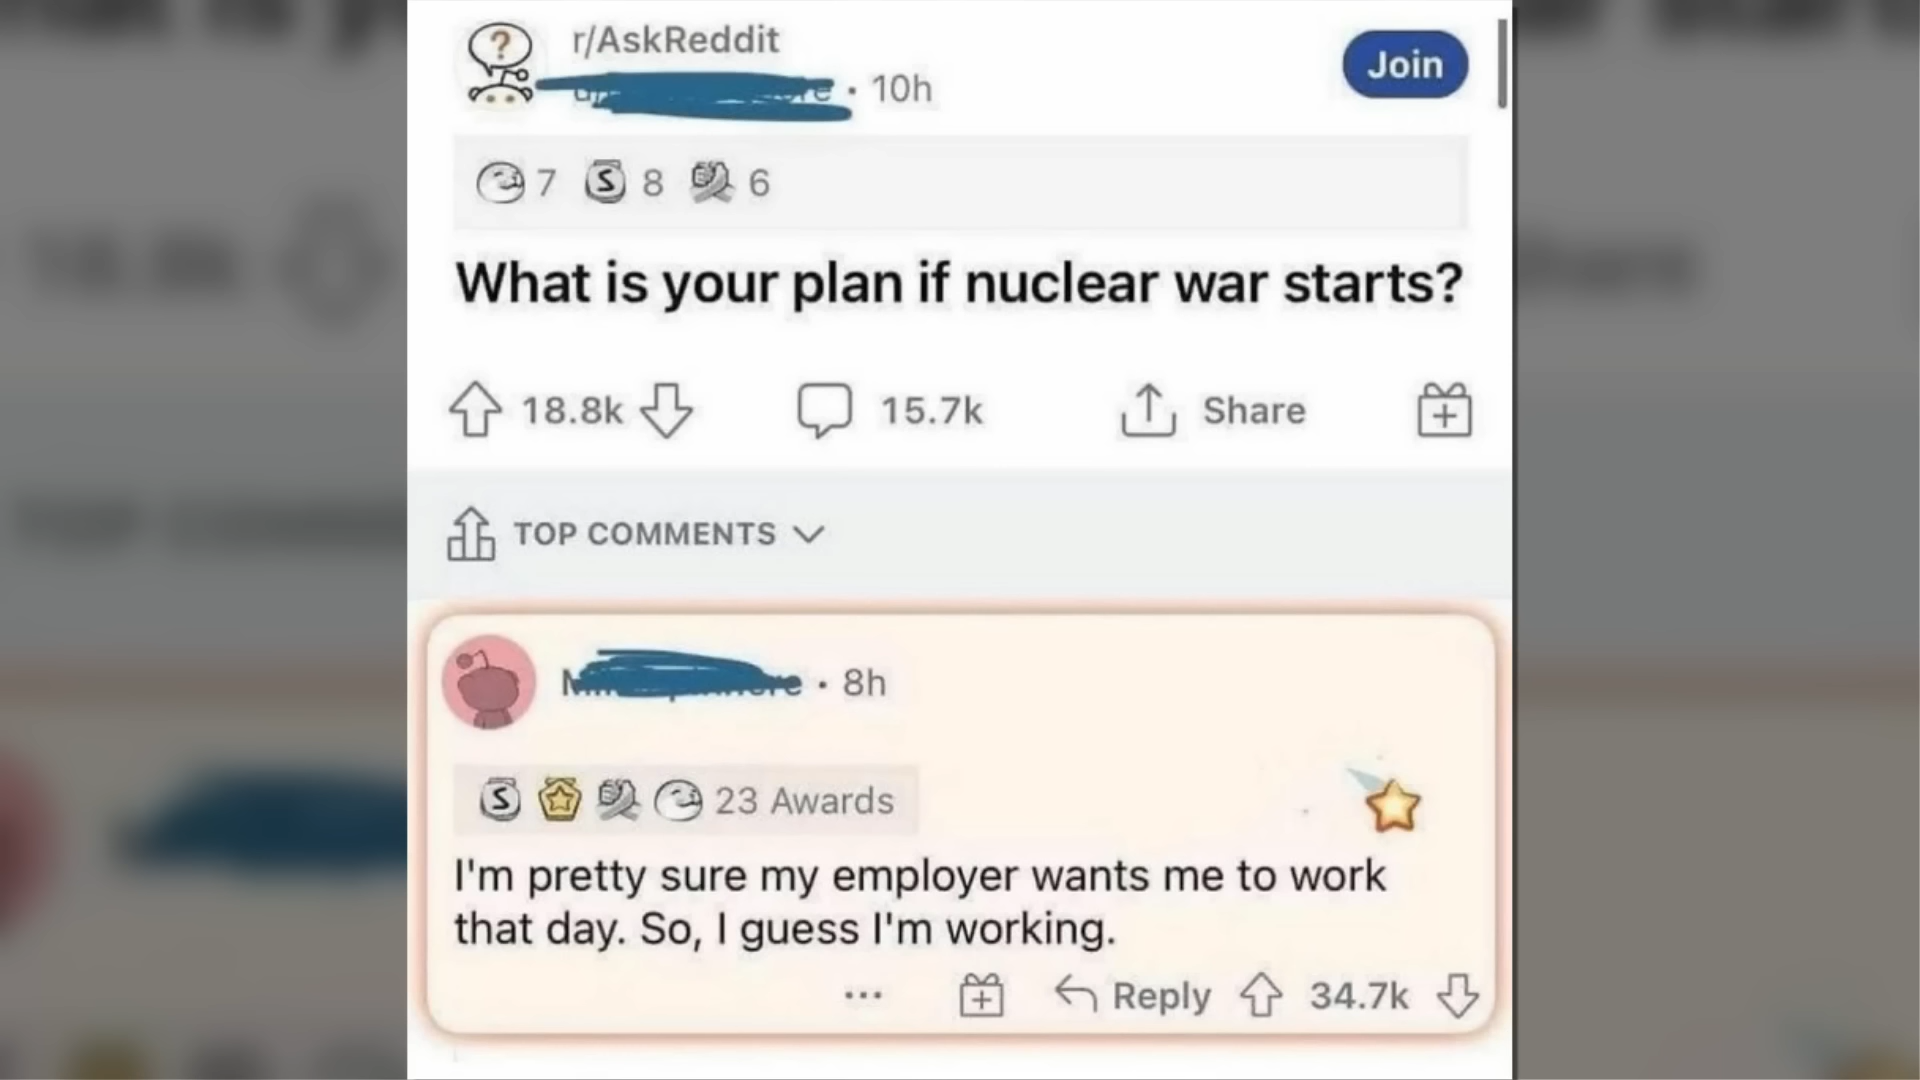 r/AskReddit
• 10h
Join
7 8 6
What is your plan if nuclear war starts?
18.8k 15.7k Share
TOP COMMENTS
• 8h
23 Awards
I'm pretty sure my employer wants me to work
that day. So, I guess I'm working.
... Reply 34.7k